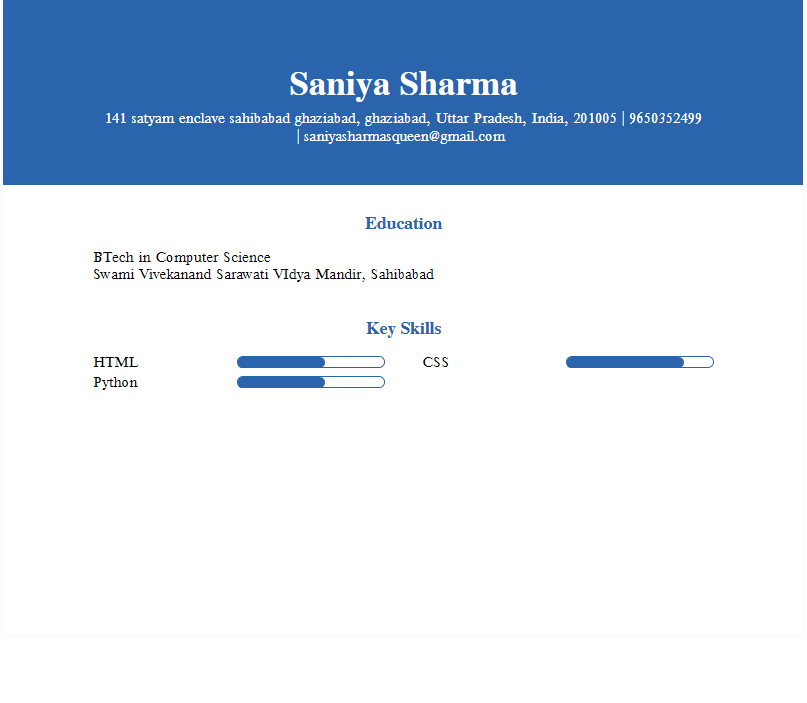 Saniya Sharma
141 satyam enclave sahibabad ghaziabad, ghaziabad, Uttar Pradesh, India, 201005 | 9650352499
| saniyasharmasqueen@gmail.com
Education
BTech in Computer Science
Swami Vivekanand Sarawati VIdya Mandir, Sahibabad
Key Skills
HTML CSS
Python